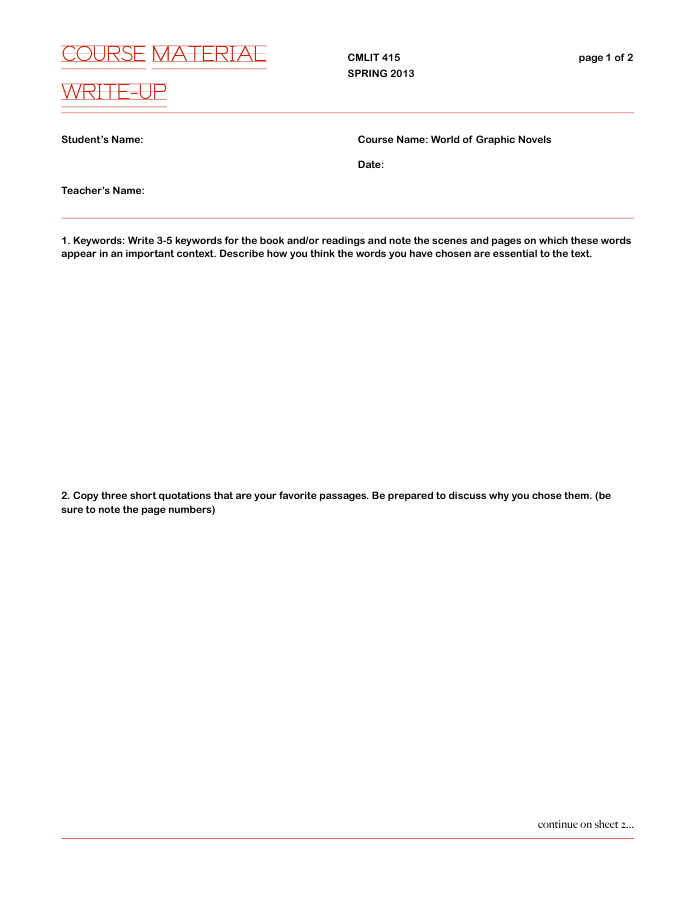 COURSE MATERIAL
WRITE-UP
CMLIT 415
SPRING 2013
page 1 of 2
Student’s Name:
Course Name: World of Graphic Novels
Date:
Teacher’s Name:
1. Keywords: Write 3-5 keywords for the book and/or readings and note the scenes and pages on which these words
appear in an important context. Describe how you think the words you have chosen are essential to the text.
2. Copy three short quotations that are your favorite passages. Be prepared to discuss why you chose them. (be
sure to note the page numbers)
continue on sheet 2...